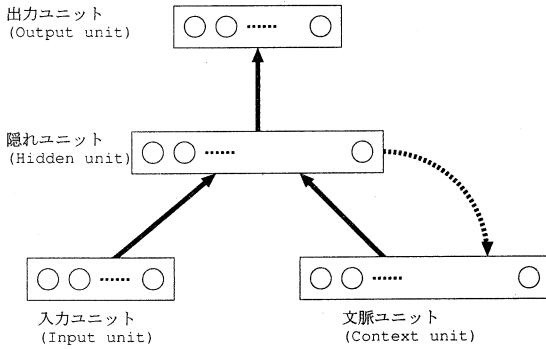 出力ユニット
(Output unit)
隠れユニット
(Hidden unit)
入力ユニット
(Input unit)
文脈ユニット
(Context unit)